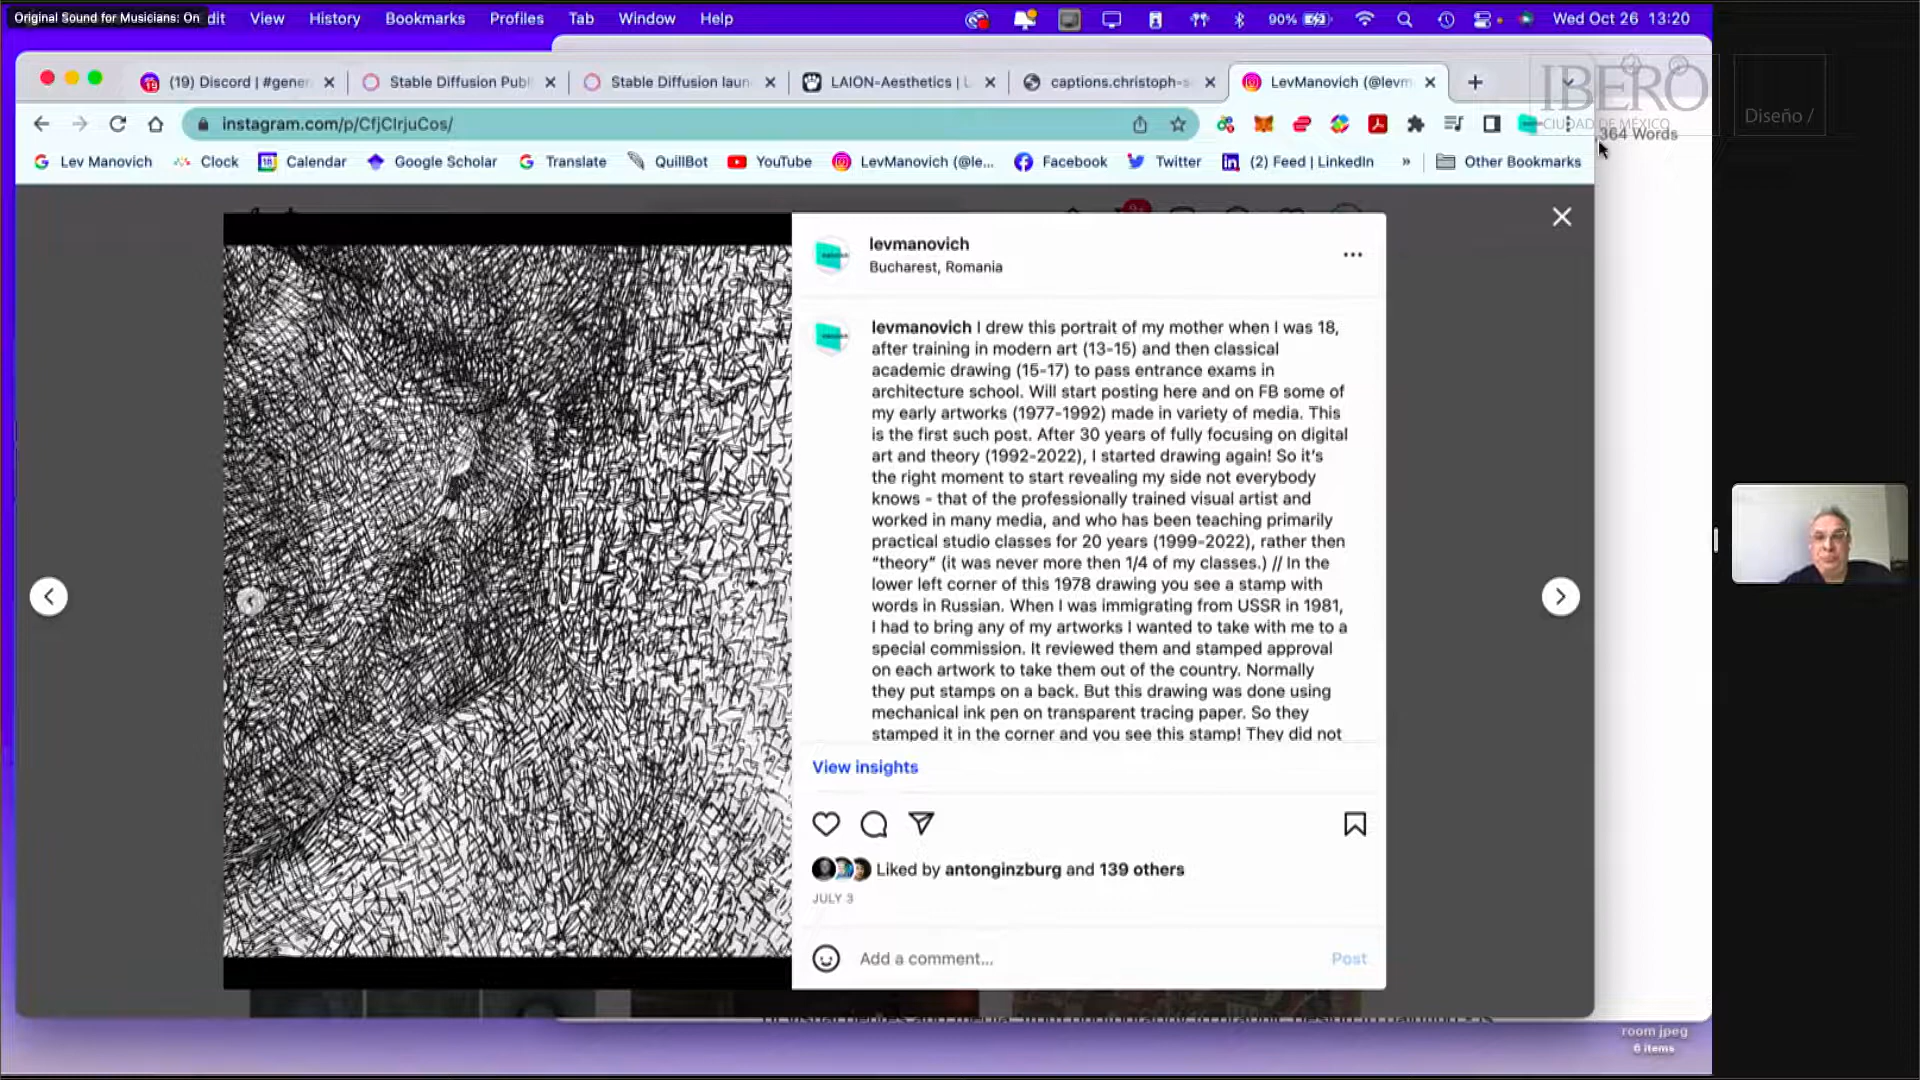 Original Sound for Musicians: On
dit View History Bookmarks Profiles Tab Window Help
90%
Wed Oct 26 13:20
(19) Discord | #gener
Stable Diffusion Publ
Stable Diffusion laun
LAION-Aesthetics | L
captions.christoph-s
LevManovich (@levm
instagram.com/p/CfjClrjuCos/
IBERO
CIUDAD DE MÉXICO
Diseño /
,364 Words
Lev Manovich
Clock
Calendar
Google Scholar
Translate
QuillBot
YouTube
LevManovich (@le...
Facebook
Twitter
(2) Feed | LinkedIn
»
Other Bookmarks
levmanovich
Bucharest, Romania
levmanovich I drew this portrait of my mother when I was 18,
after training in modern art (13-15) and then classical
academic drawing (15-17) to pass entrance exams in
architecture school. Will start posting here and on FB some of
my early artworks (1977-1992) made in variety of media. This
is the first such post. After 30 years of fully focusing on digital
art and theory (1992-2022), I started drawing again! So it's
the right moment to start revealing my side not everybody
knows - that of the professionally trained visual artist and
worked in many media, and who has been teaching primarily
practical studio classes for 20 years (1999-2022), rather then
"theory" (it was never more then 1/4 of my classes.) // In the
lower left corner of this 1978 drawing you see a stamp with
words in Russian. When I was immigrating from USSR in 1981,
I had to bring any of my artworks I wanted to take with me to a
special commission. It reviewed them and stamped approval
on each artwork to take them out of the country. Normally
they put stamps on a back. But this drawing was done using
mechanical ink pen on transparent tracing paper. So they
stamped it in the corner and you see this stamp! They did not
View insights
Liked by antonginzburg and 139 others
JULY 3
Add a comment...
Post
room jpeg
6 items